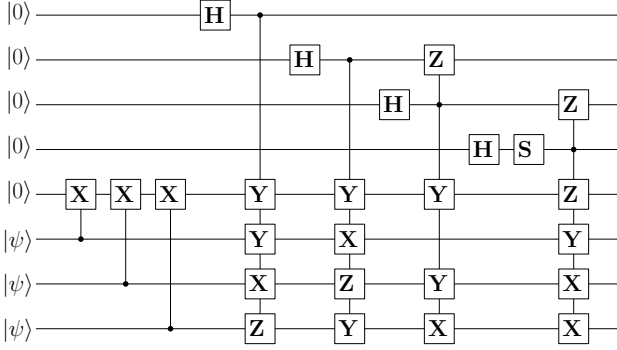 |0⟩ H
|0⟩ H Z
|0⟩ H Z
|0⟩ H S
|0⟩ X X X Y Y Y Z
|ψ⟩ Y X Y
|ψ⟩ X Z Y X
|ψ⟩ Z Y X X